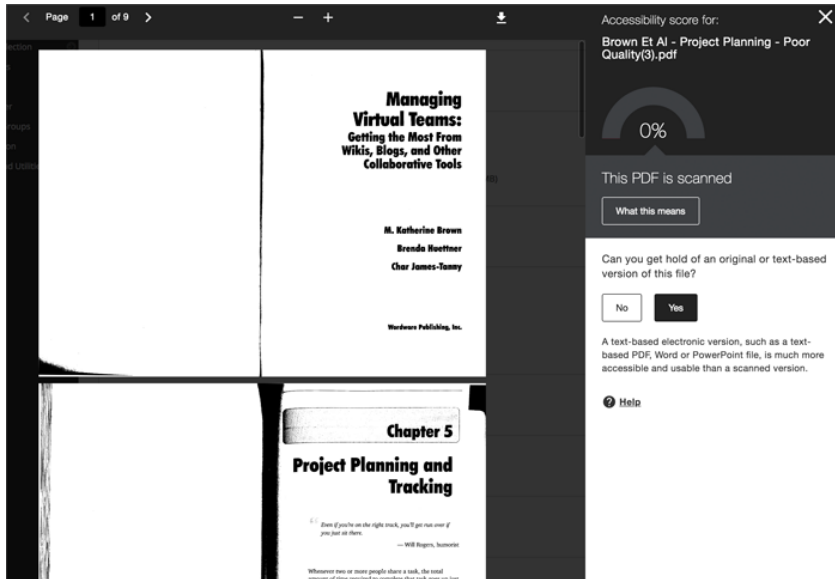 Page 1 of 9
Accessibility score for:
Brown Et Al - Project Planning - Poor
Quality(3).pdf
0%
This PDF is scanned
What this means
Can you get hold of an original or text-based
version of this file?
No
Yes
A text-based electronic version, such as a text-
based PDF, Word or PowerPoint file, is much more
accessible and usable than a scanned version.
Help
Managing
Virtual Teams:
Getting the Most From
Wikis, Blogs, and Other
Collaborative Tools
M. Katherine Brown
Brenda Huettner
Char James-Tanny
Wordware Publishing, Inc.
Chapter 5
Project Planning and
Tracking
Even if you're on the right track, you'll get run over if
you just sit there.
— Will Rogers, humorist
Whenever two or more people share a task, the total